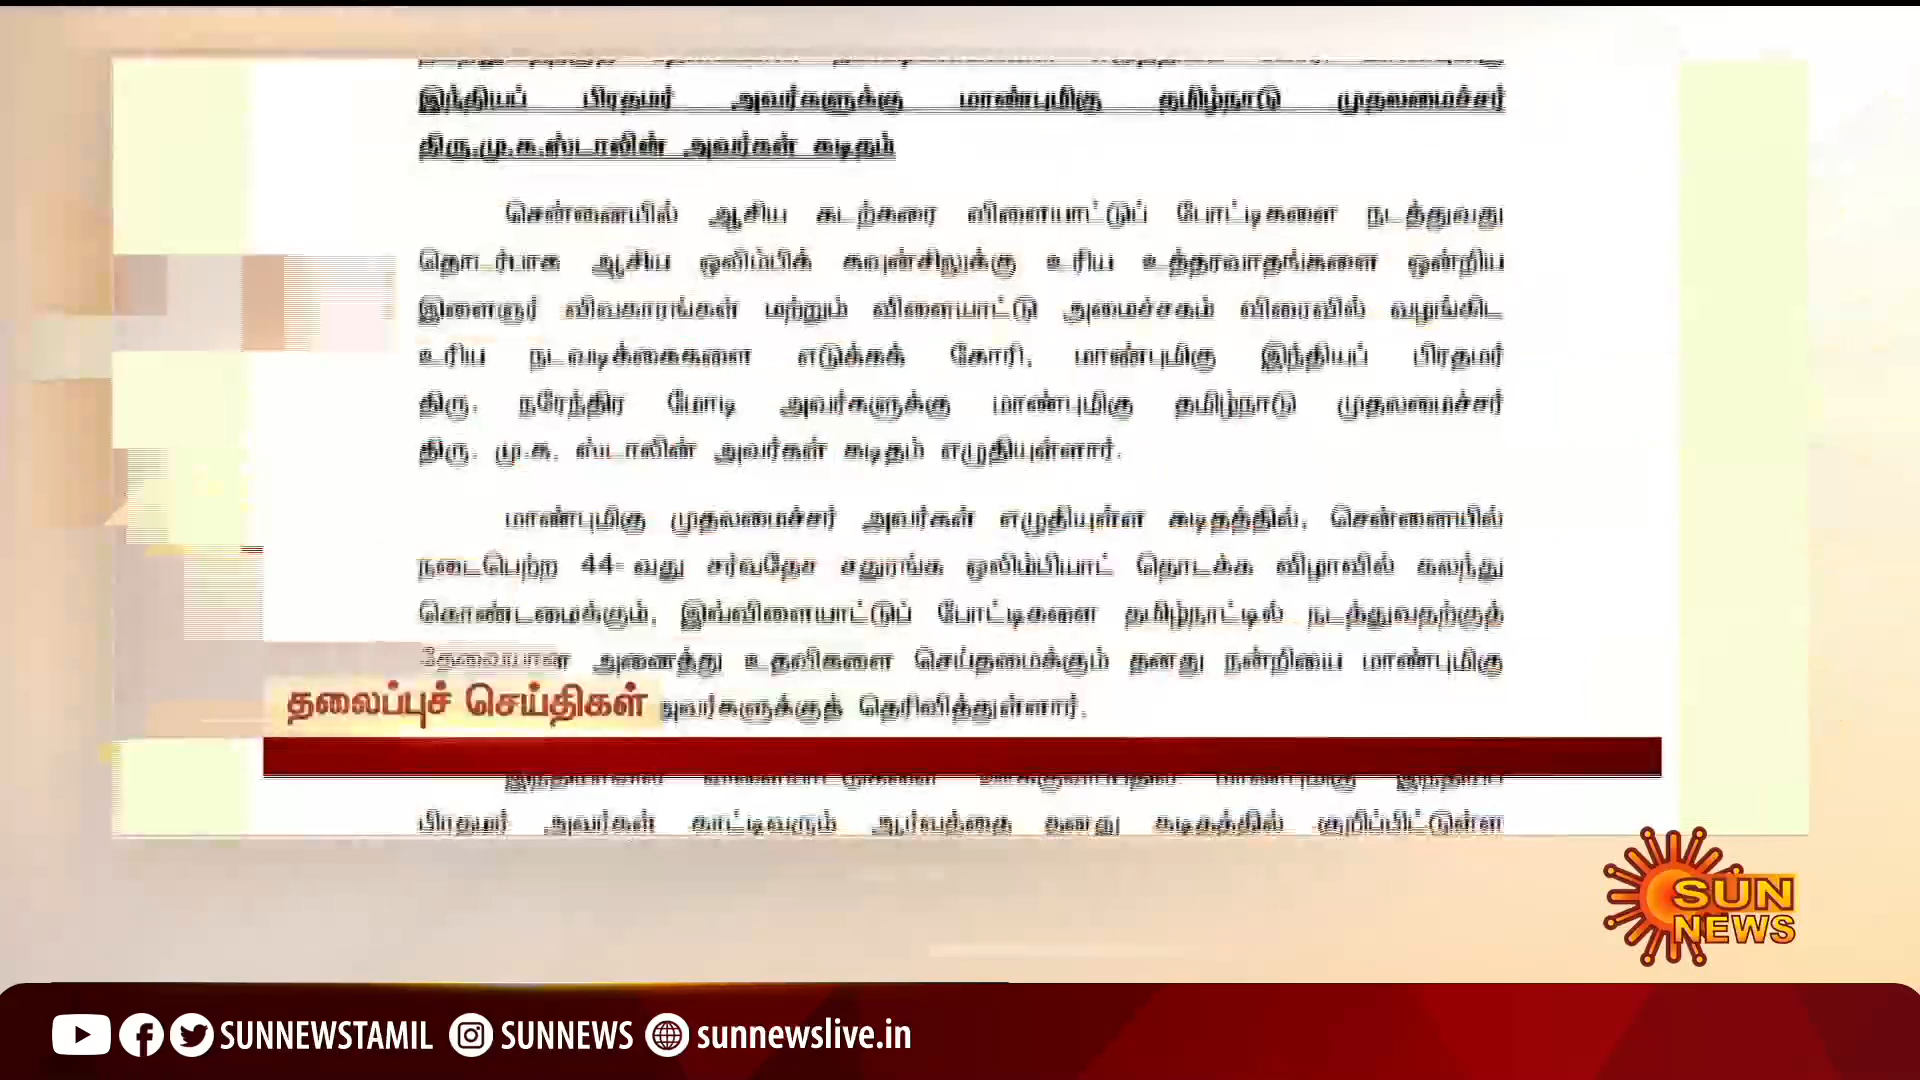 இந்தியப் பிரதமர் அவர்களுக்கு மாண்புமிகு தமிழ்நாடு முதலமைச்சர்
திரு.மு.க.ஸ்டாலின் அவர்கள் கடிதம்
சென்னையில் ஆசிய கடற்கரை விளையாட்டுப் போட்டிகளை நடத்துவது
தொடர்பாக ஆசிய ஒலிம்பிக் கவுன்சிலுக்கு உரிய உத்தரவாதங்களை ஒன்றிய
இளைஞர் விவகாரங்கள் மற்றும் விளையாட்டு அமைச்சகம் விரைவில் வழங்கிட
உரிய நடவடிக்கைகளை எடுக்கக் கோரி, மாண்புமிகு இந்தியப் பிரதமர்
திரு. நரேந்திர மோடி அவர்களுக்கு மாண்புமிகு தமிழ்நாடு முதலமைச்சர்
திரு. மு.க. ஸ்டாலின் அவர்கள் கடிதம் எழுதியுள்ளார்.
மாண்புமிகு முதலமைச்சர் அவர்கள் எழுதியுள்ள கடிதத்தில், சென்னையில்
நடைபெற்ற 44-வது சர்வதேச சதுரங்க ஒலிம்பியாட் தொடக்க விழாவில் கலந்து
கொண்டமைக்கும், இவ்விளையாட்டுப் போட்டிகளை தமிழ்நாட்டில் நடத்துவதற்குத்
தேவையான அனைத்து உதவிகளை செய்தமைக்கும் தனது நன்றியை மாண்புமிகு
தலைப்புச் செய்திகள்
அவர்களுக்குத் தெரிவித்துள்ளார்.
பிரதமர் அவர்கள் காட்டிவரும் ஆர்வத்தை தனது கடிதத்தில் குறிப்பிட்டுள்ள
SUN
NEWS
SUNNEWSTAMIL SUNNEWS sunnewslive.in